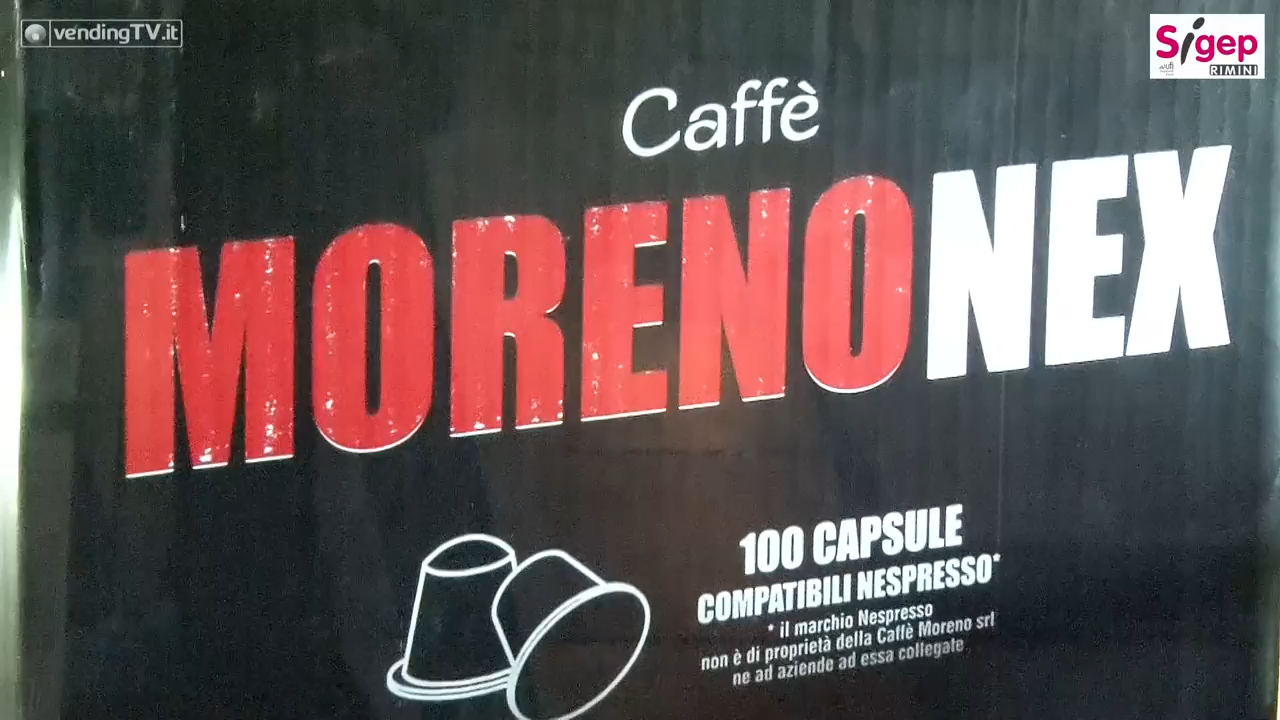 vendingTV.it
Sigep
RIMINI
Caffè
MORENONEX
100 CAPSULE
COMPATIBILI NESPRESSO*
* il marchio Nespresso
non è di proprietà della Caffè Moreno srl
ne ad aziende ad essa collegate